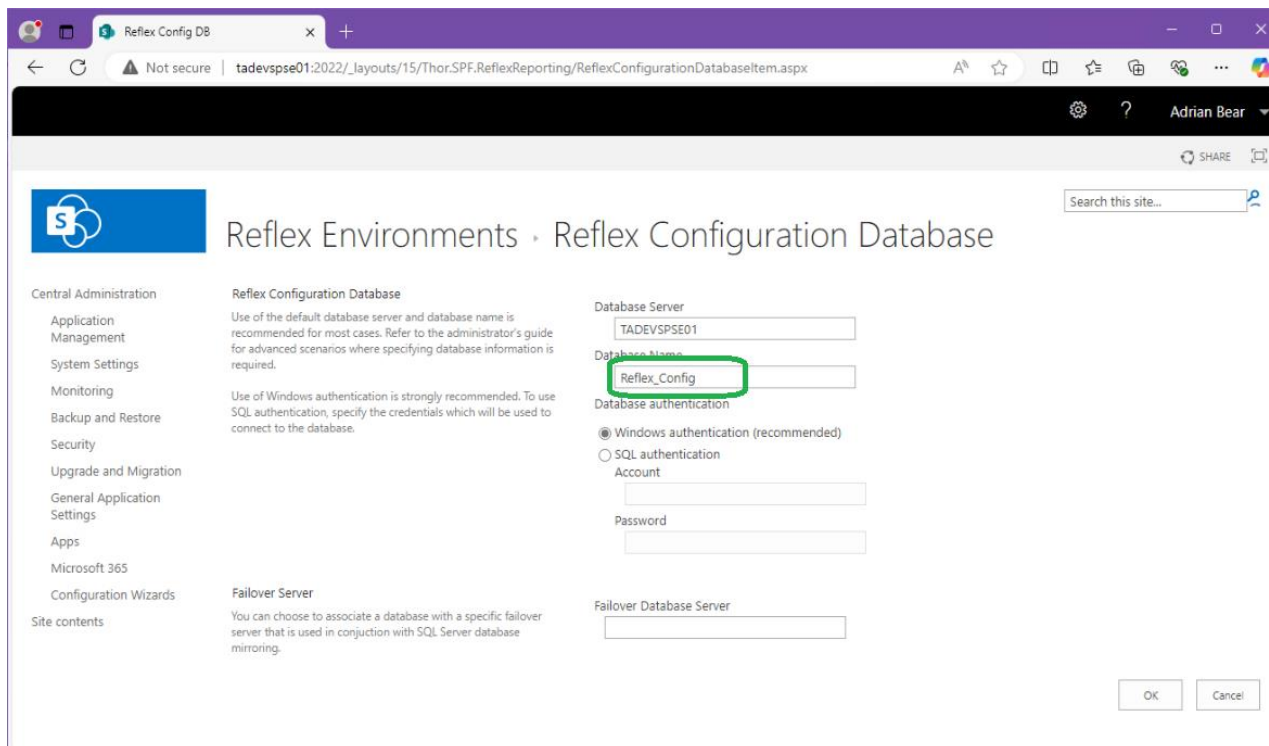 Reflex Config DB
Not secure | tadevspse01:2022/_layouts/15/Thor.SPF.ReflexReporting/ReflexConfigurationDatabaseItem.aspx
? Adrian Bear
SHARE
Search this site...
S
Reflex Environments › Reflex Configuration Database
Central Administration
Application
Management
System Settings
Monitoring
Backup and Restore
Security
Upgrade and Migration
General Application
Settings
Apps
Microsoft 365
Configuration Wizards
Site contents
Reflex Configuration Database
Use of the default database server and database name is
recommended for most cases. Refer to the administrator's guide
for advanced scenarios where specifying database information is
required.
Use of Windows authentication is strongly recommended. To use
SQL authentication, specify the credentials which will be used to
connect to the database.
Database Server
TADEVSPSE01
Database Name
Reflex_Config
Database authentication
Windows authentication (recommended)
SQL authentication
Account
Password
Failover Server
You can choose to associate a database with a specific failover
server that is used in conjuction with SQL Server database
mirroring.
Failover Database Server
OK
Cancel